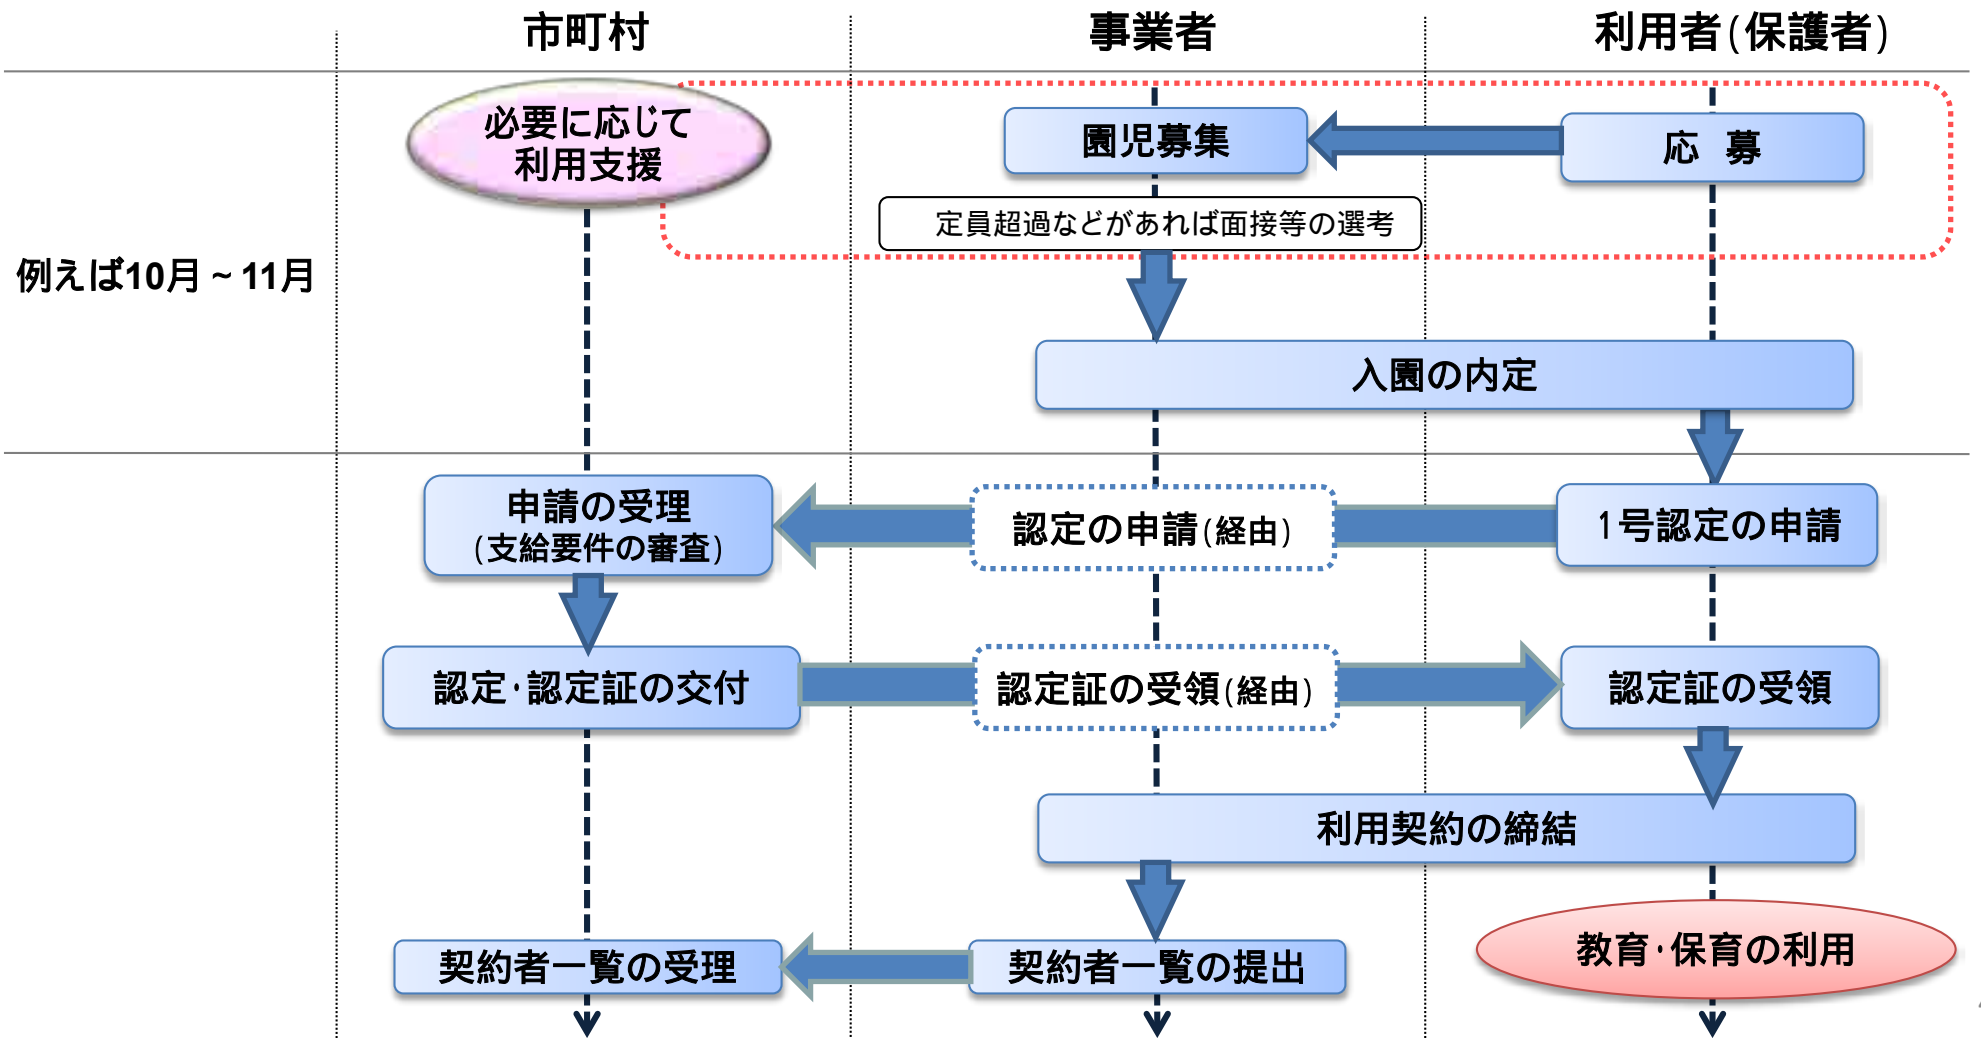 市町村
事業者
利用者(保護者)
必要に応じて
利用支援
園児募集
応　募
定員超過などがあれば面接等の選考
例えば10月～11月
入園の内定
申請の受理
(支給要件の審査)
認定の申請(経由)
1号認定の申請
認定・認定証の交付
認定証の受領(経由)
認定証の受領
利用契約の締結
教育・保育の利用
契約者一覧の受理
契約者一覧の提出